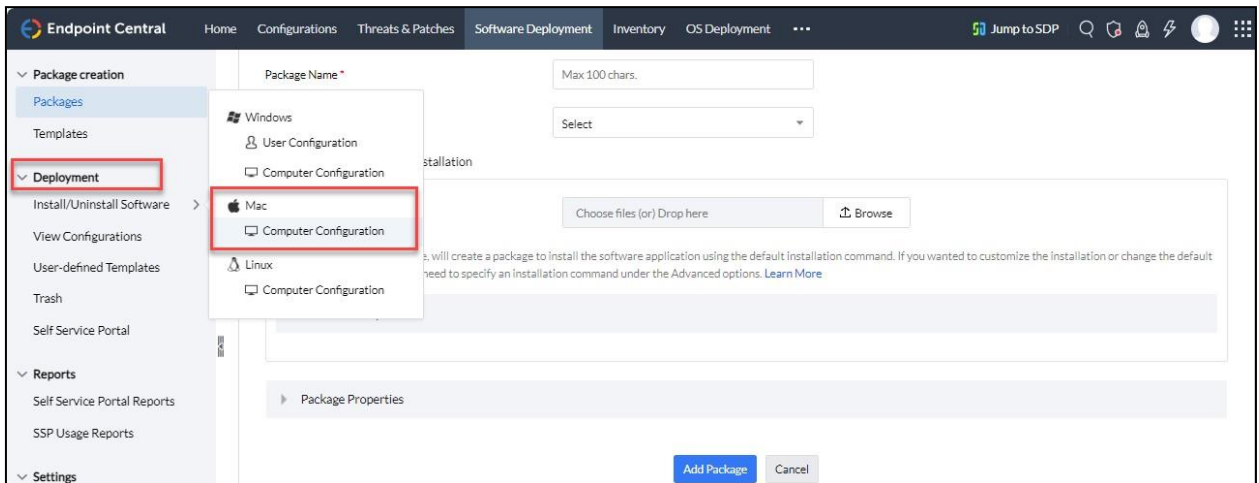 Endpoint Central
Home Configurations Threats & Patches Software Deployment Inventory OS Deployment ••• Jump to SDP
Package creation
Packages
Templates
Deployment
Install/Uninstall Software
View Configurations
User-defined Templates
Trash
Self Service Portal
Reports
Self Service Portal Reports
SSP Usage Reports
Settings
Windows
User Configuration
Computer Configuration
Mac
Computer Configuration
Linux
Computer Configuration
Package Name *
Max 100 chars.
Select
stallation
Choose files (or) Drop here
Browse
, will create a package to install the software application using the default installation command. If you wanted to customize the installation or change the default
need to specify an installation command under the Advanced options. Learn More
Package Properties
Add Package Cancel